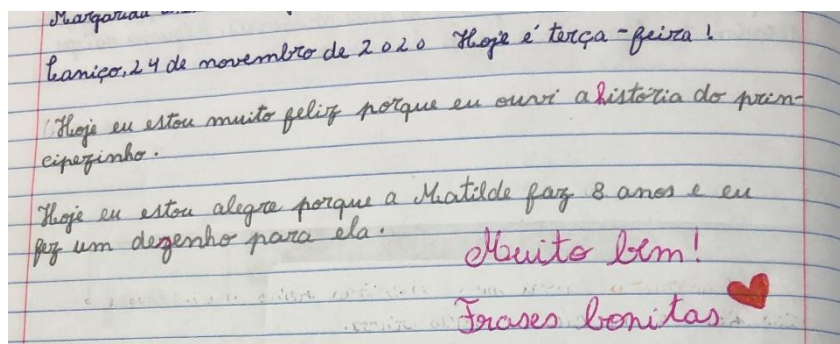 Margarida
Caniço, 24 de novembro de 2020 Hoje é terça-feira!
Hoje eu estou muito feliz porque eu ouvi a história do prin-
cipezinho.
Hoje eu estou alegre porque a Matilde faz 8 anos e eu
fez um dezenho para ela.
Muito bem!
Frases bonitas